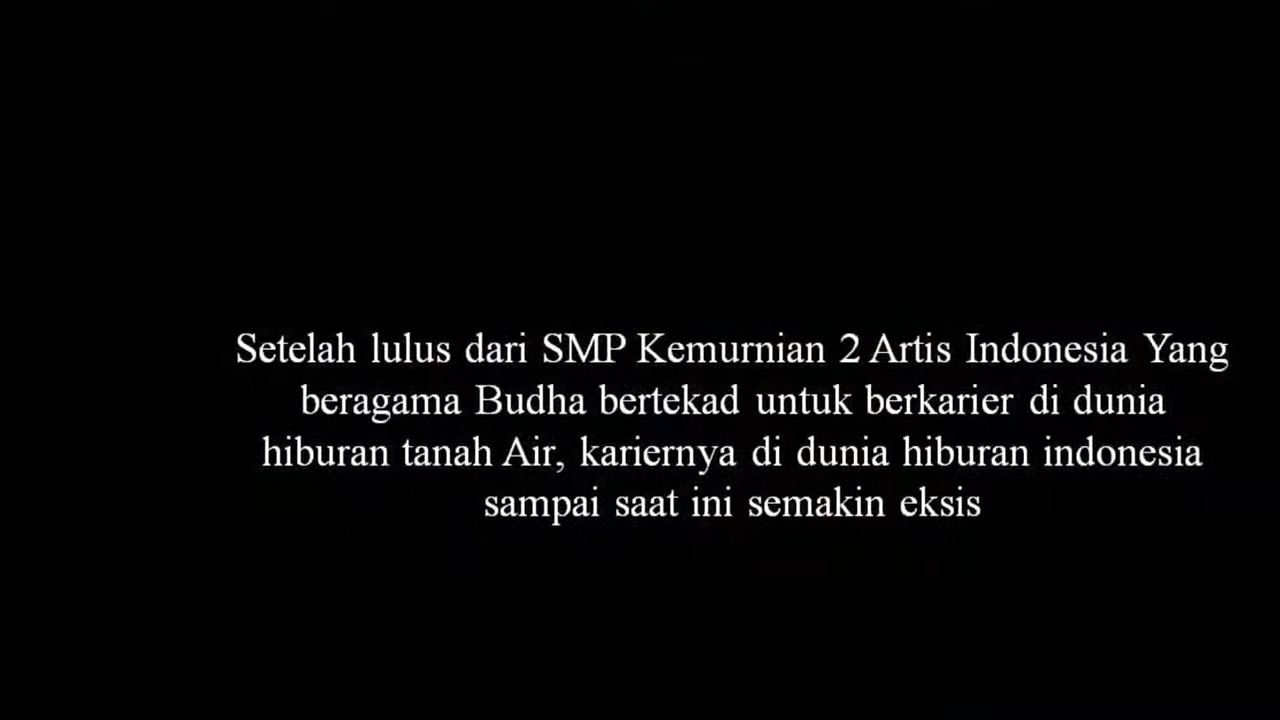 Setelah lulus dari SMP Kemurnian 2 Artis Indonesia Yang
beragama Budha bertekad untuk berkarier di dunia
hiburan tanah Air, kariernya di dunia hiburan indonesia
sampai saat ini semakin eksis